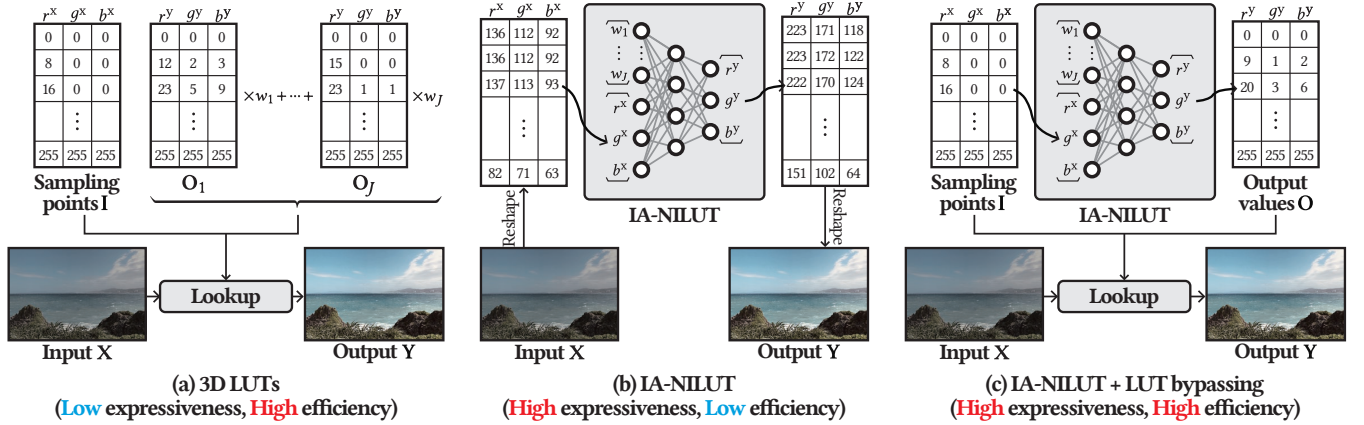 r^x g^x b^x
0 0 0
8 0 0
16 0 0
⋮
255 255 255
Sampling
points I
r^y g^y b^y
0 0 0
12 2 3
23 5 9
⋮
255 255 255
O_1
×w_1 + ··· +
r^y g^y b^y
0 0 0
15 0 0
23 1 1
⋮
255 255 255
O_J
×w_J
Lookup
Input X
Output Y
(a) 3D LUTs
(Low expressiveness, High efficiency)
r^x g^x b^x
136 112 92
136 112 92
137 113 93
⋮
82 71 63
Reshape
w_1
⋮ ⋮
w_J
r^x
g^x
b^x
r^y
g^y
b^y
IA-NILUT
r^y g^y b^y
223 171 118
223 172 122
222 170 124
⋮
151 102 64
Reshape
Input X
Output Y
(b) IA-NILUT
(High expressiveness, Low efficiency)
r^x g^x b^x
0 0 0
8 0 0
16 0 0
⋮
255 255 255
Sampling
points I
w_1
⋮ ⋮
w_J
r^x
g^x
b^x
r^y
g^y
b^y
IA-NILUT
r^y g^y b^y
0 0 0
9 1 2
20 3 6
⋮
255 255 255
Output
values O
Lookup
Input X
Output Y
(c) IA-NILUT + LUT bypassing
(High expressiveness, High efficiency)